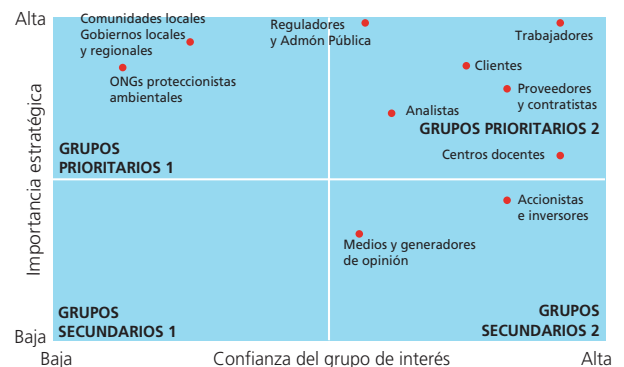 Alta
Comunidades locales
Gobiernos locales
y regionales
ONGs proteccionistas
ambientales
Reguladores
y Admón Pública
Trabajadores
Clientes
Proveedores
y contratistas
Analistas
GRUPOS PRIORITARIOS 2
Centros docentes
GRUPOS
PRIORITARIOS 1
Importancia estratégica
Accionistas
e inversores
Medios y generadores
de opinión
GRUPOS
SECUNDARIOS 1
GRUPOS
SECUNDARIOS 2
Baja
Baja
Confianza del grupo de interés
Alta